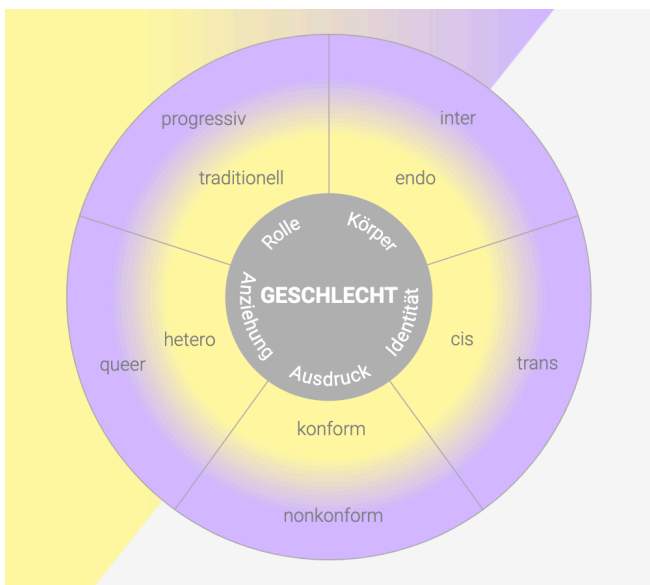 progressiv
inter
traditionell
endo
Rolle
Körper
GESCHLECHT
Anziehung
Identität
hetero
cis
queer
trans
Ausdruck
konform
nonkonform